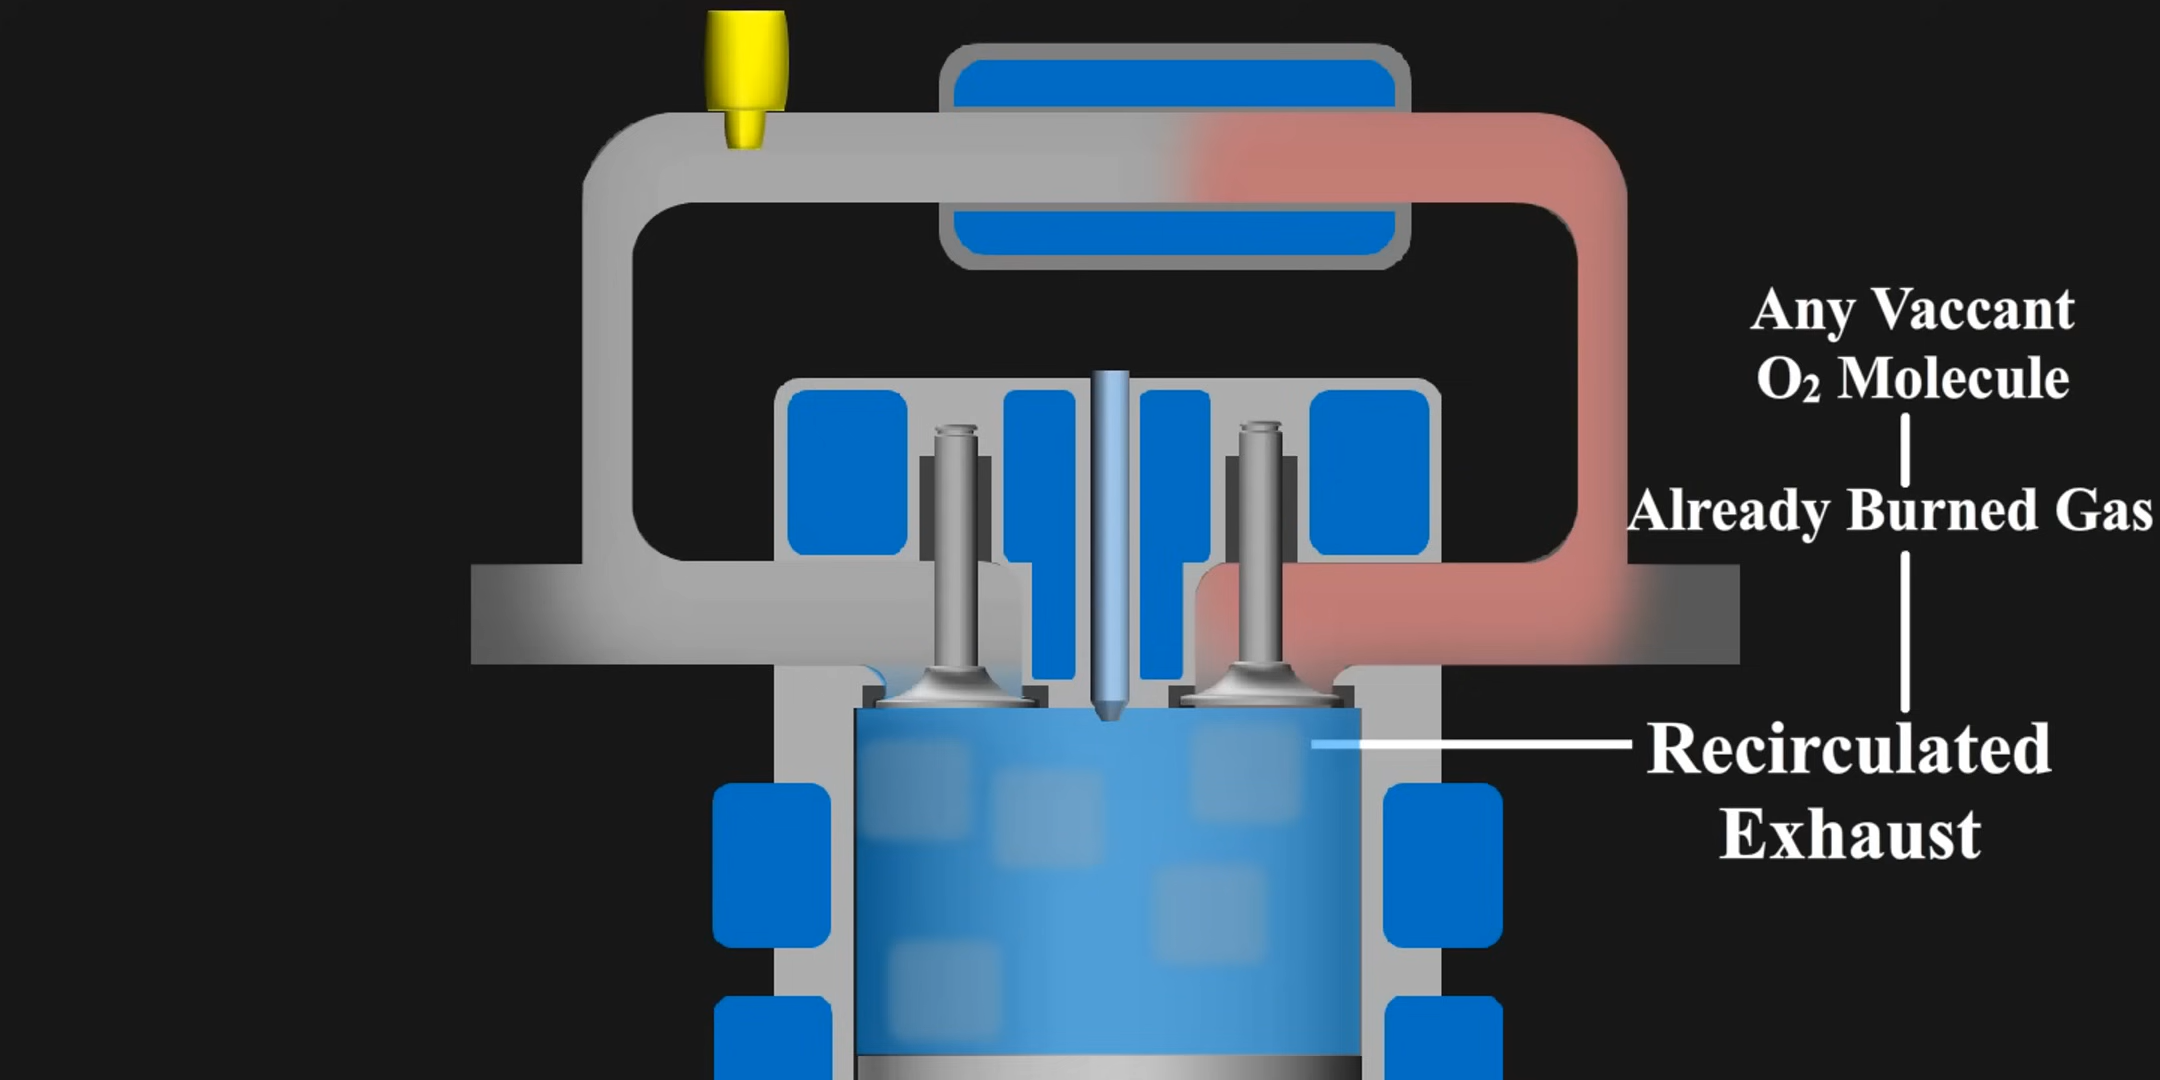 Any Vaccant
O₂ Molecule
Already Burned Gas
Recirculated
Exhaust